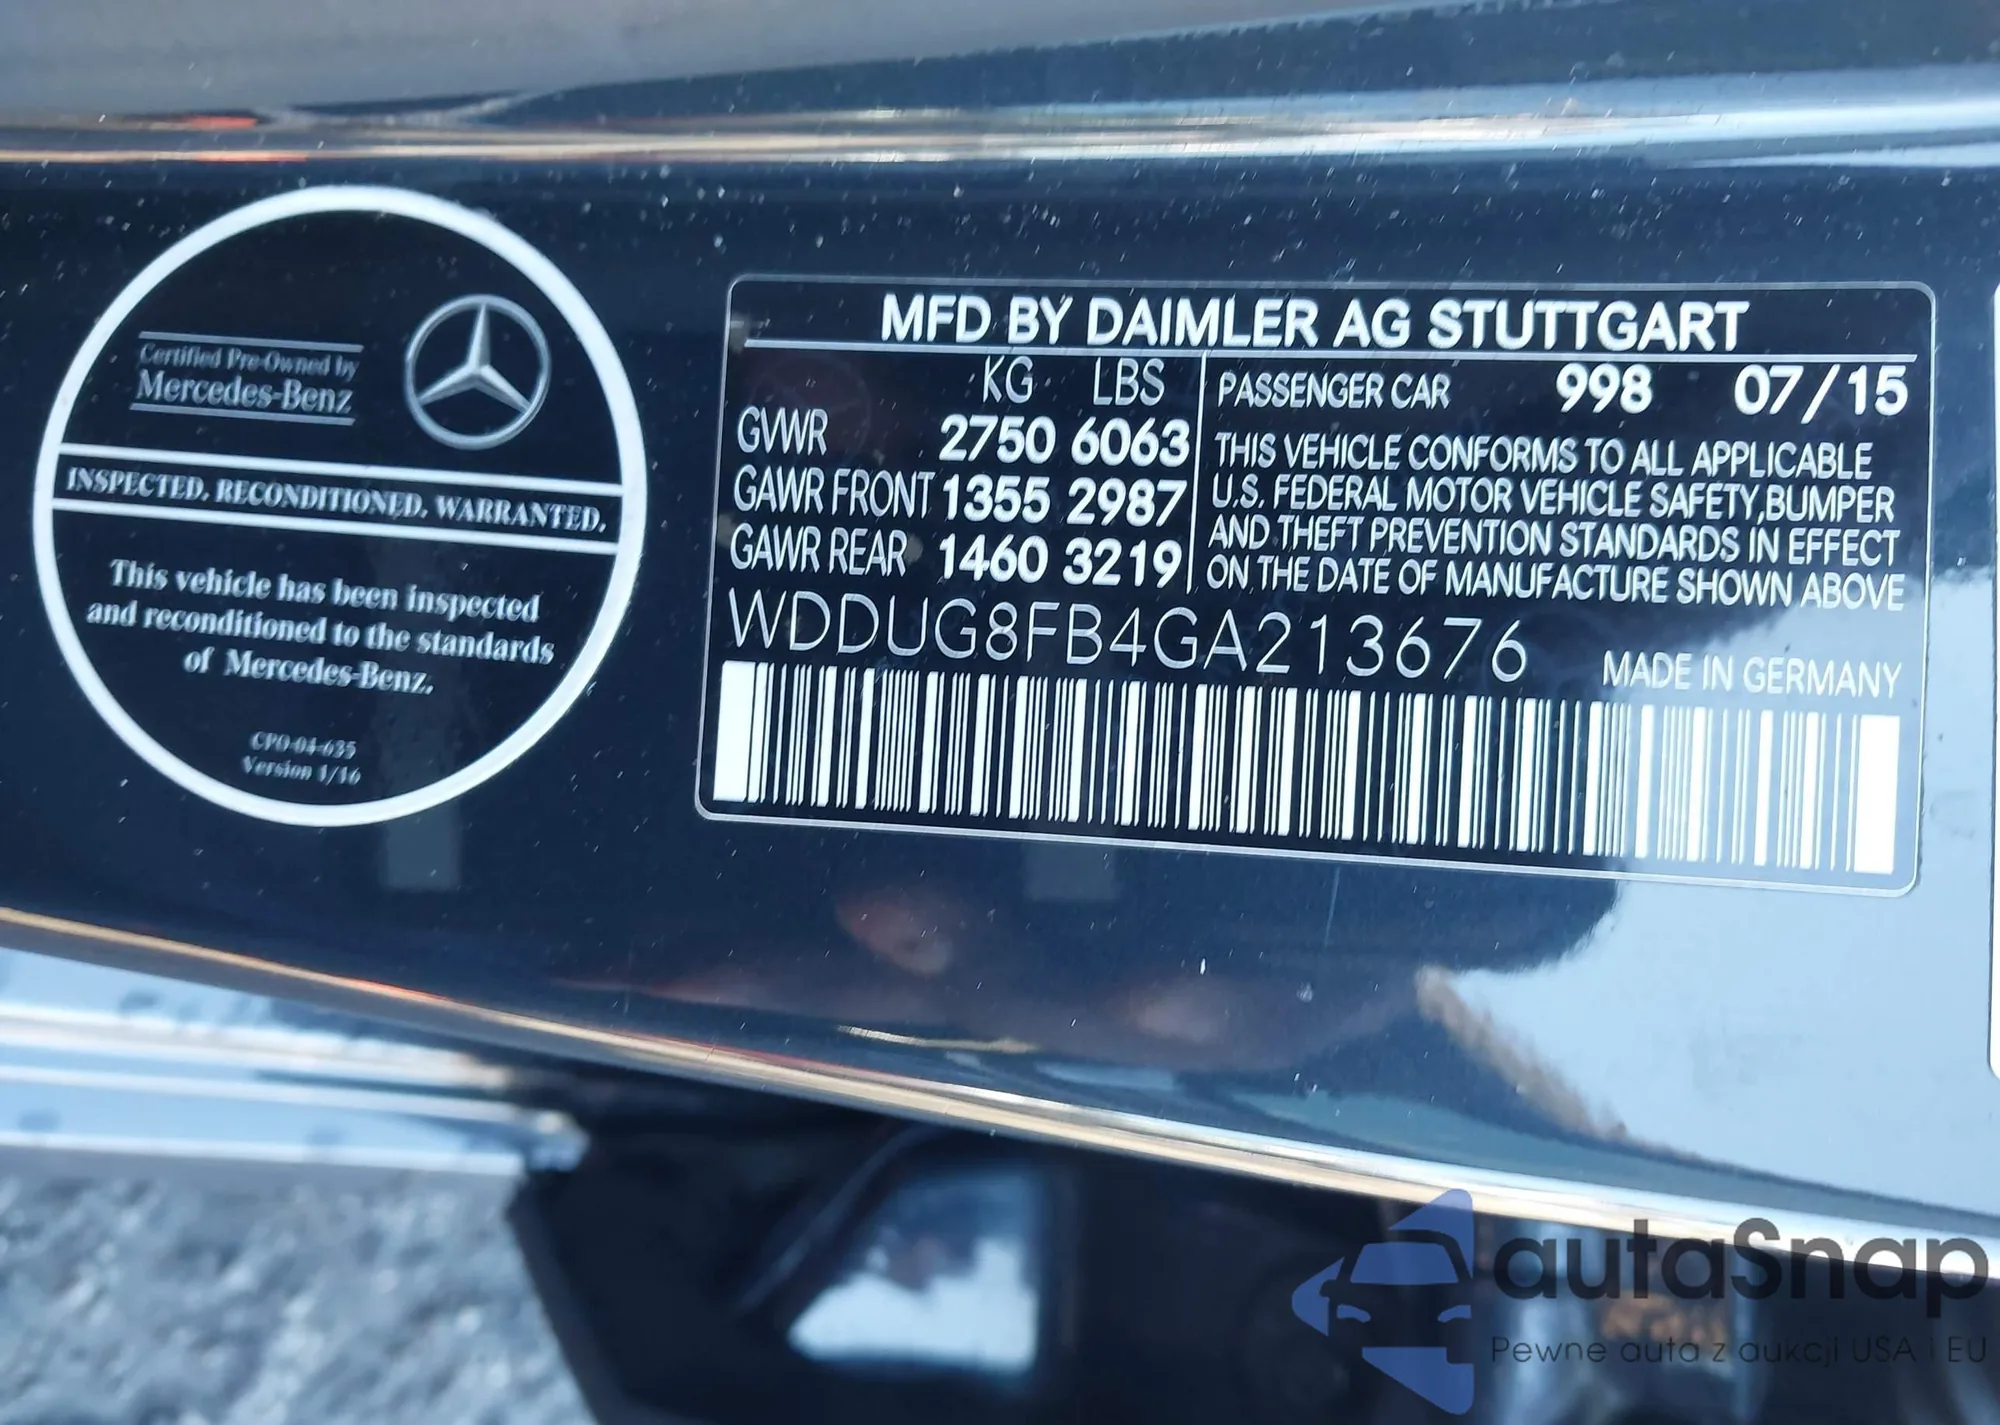 Certified Pre-Owned by
Mercedes-Benz
INSPECTED. RECONDITIONED. WARRANTED.
This vehicle has been inspected
and reconditioned to the standards
of Mercedes-Benz.
CPO-04-635
Version 1/16
MFD BY DAIMLER AG STUTTGART
KG LBS
GVWR 2750 6063
GAWR FRONT 1355 2987
GAWR REAR 1460 3219
PASSENGER CAR 998 07/15
THIS VEHICLE CONFORMS TO ALL APPLICABLE
U.S. FEDERAL MOTOR VEHICLE SAFETY,BUMPER
AND THEFT PREVENTION STANDARDS IN EFFECT
ON THE DATE OF MANUFACTURE SHOWN ABOVE
WDDUG8FB4GA213676
MADE IN GERMANY
autaSnap
Pewne auta z aukcji USA i EU